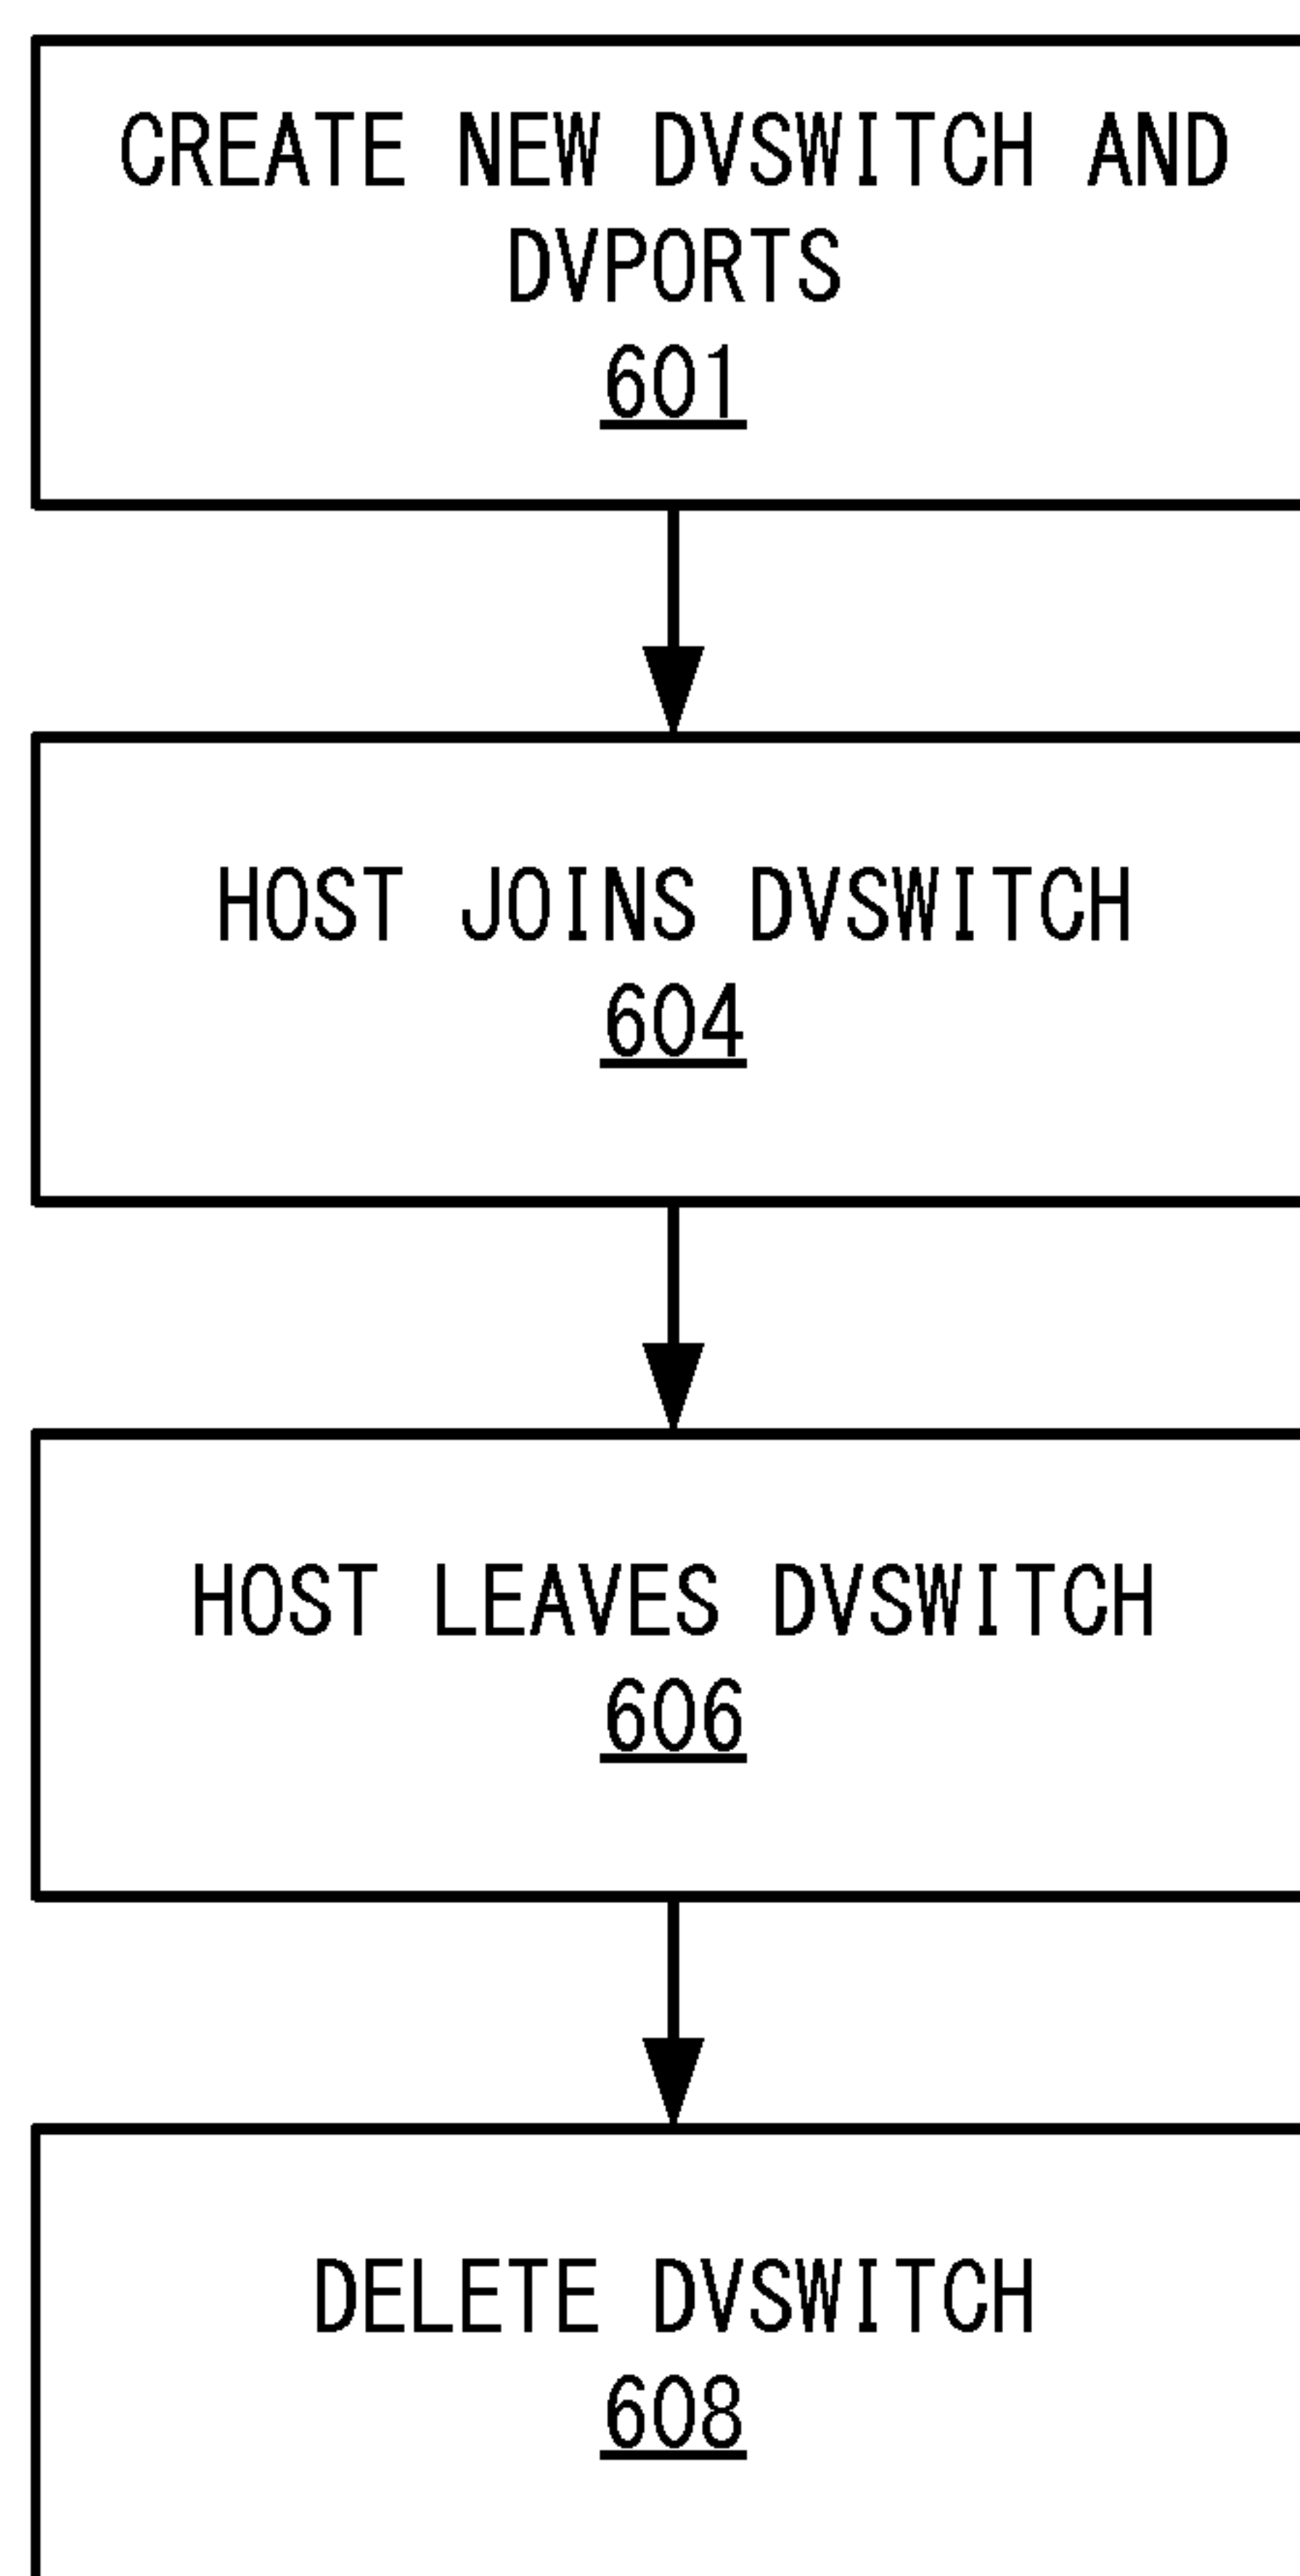 CREATE NEW DVSWITCH AND
DVPORTS
601
HOST JOINS DVSWITCH
604
HOST LEAVES DVSWITCH
606
DELETE DVSWITCH
608